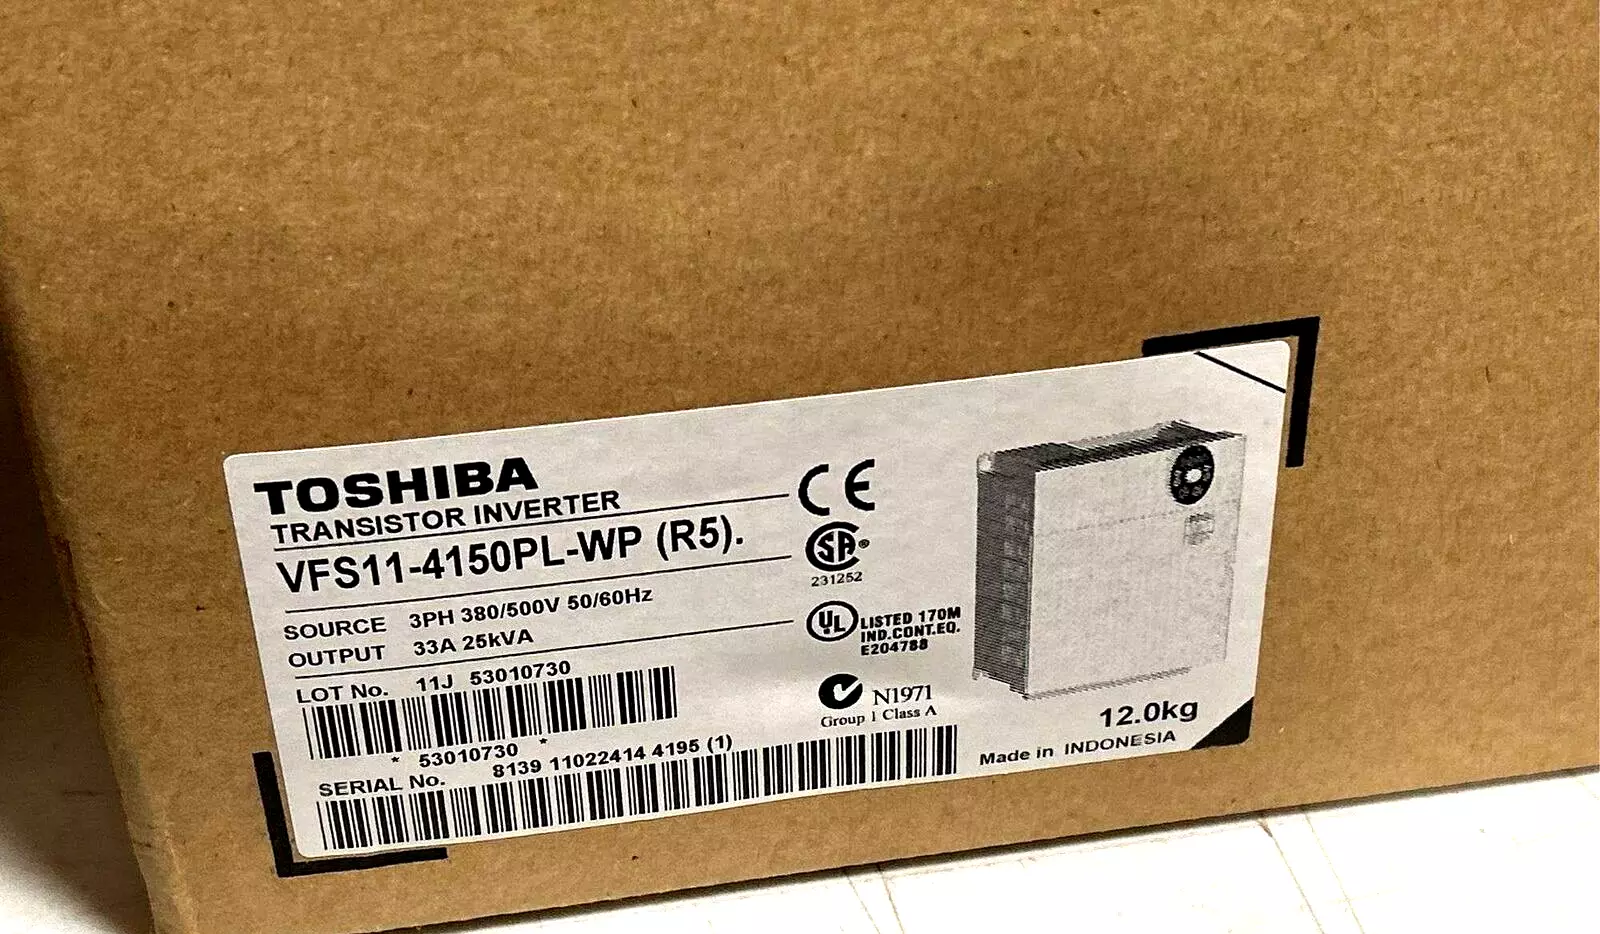 TOSHIBA
TRANSISTOR INVERTER
VFS11-4150PL-WP (R5).
SOURCE 3PH 380/500V 50/60Hz
OUTPUT 33A 25kVA
LOT No. 11J 53010730
* 53010730 *
SERIAL No. 8139 11022414 4195 (1)
CE
SA®
231252
UL LISTED 170M
IND.CONT.EQ.
E204788
N1971
Group 1 Class A
12.0kg
Made in INDONESIA